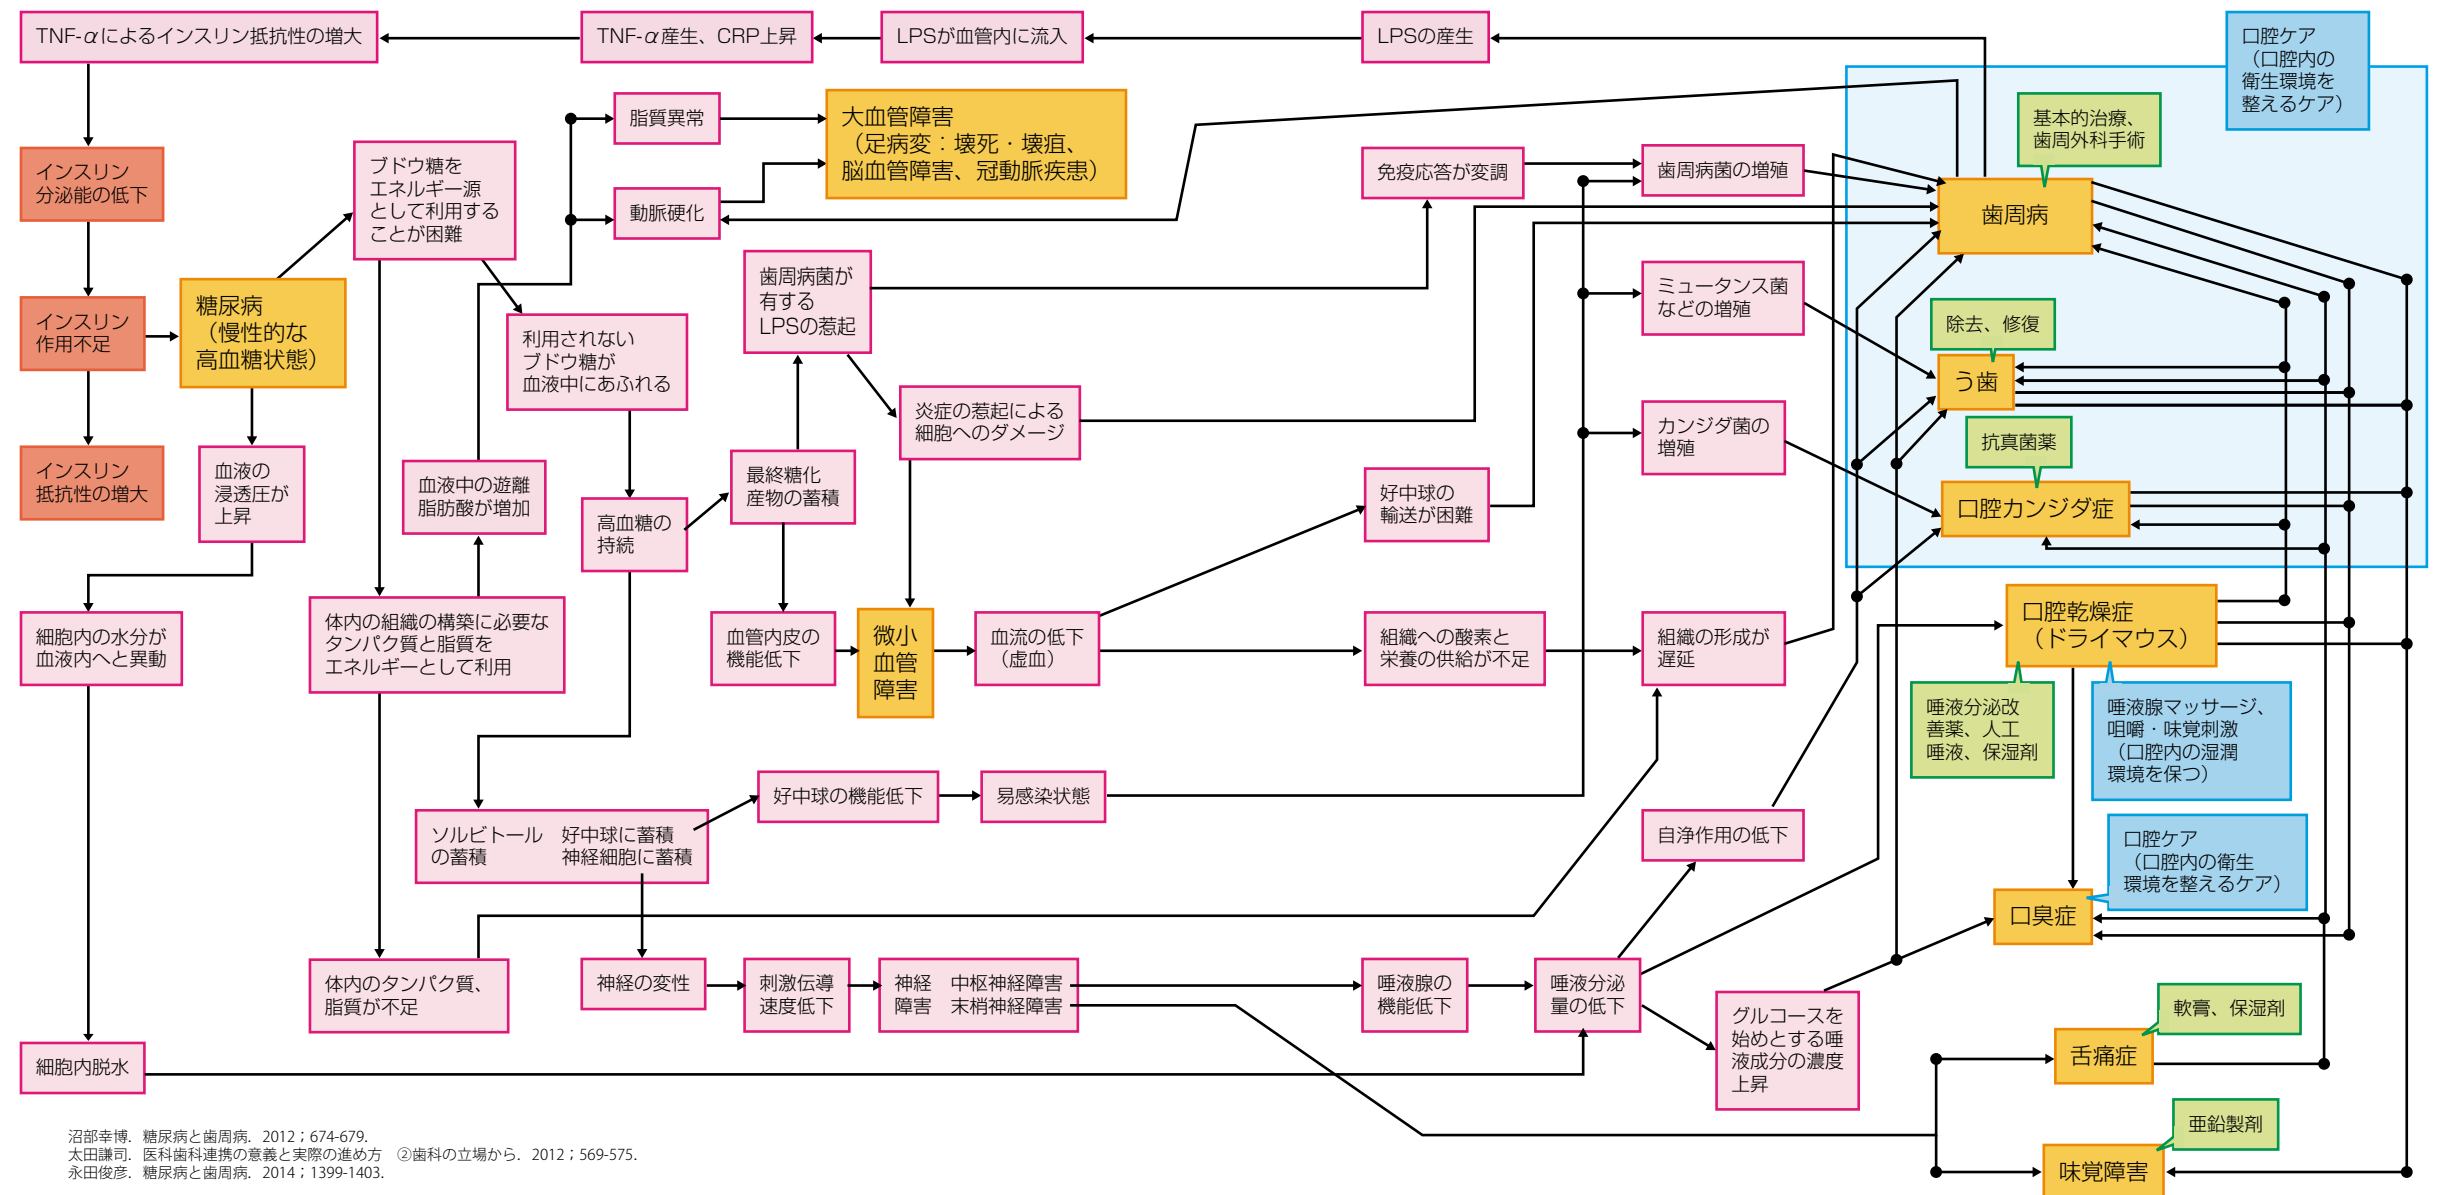 TNF-αによるインスリン抵抗性の増大
TNF-α産生、CRP上昇
LPSが血管内に流入
LPSの産生
口腔ケア
（口腔内の
衛生環境を
整えるケア）
脂質異常
大血管障害
（足病変：壊死・壊疽、
脳血管障害、冠動脈疾患）
基本的治療、
歯周外科手術
インスリン
分泌能の低下
ブドウ糖を
エネルギー源
として利用する
ことが困難
動脈硬化
免疫応答が変調
歯周病菌の増殖
歯周病
インスリン
作用不足
糖尿病
（慢性的な
高血糖状態）
歯周病菌が
有する
LPSの惹起
ミュータンス菌
などの増殖
利用されない
ブドウ糖が
血液中にあふれる
除去、修復
う歯
炎症の惹起による
細胞へのダメージ
カンジダ菌の
増殖
抗真菌薬
インスリン
抵抗性の増大
血液の
浸透圧が
上昇
血液中の遊離
脂肪酸が増加
高血糖の
持続
最終糖化
産物の蓄積
好中球の
輸送が困難
口腔カンジダ症
細胞内の水分が
血液内へと異動
体内の組織の構築に必要な
タンパク質と脂質を
エネルギーとして利用
血管内皮の
機能低下
微小
血管
障害
血流の低下
（虚血）
組織への酸素と
栄養の供給が不足
組織の形成が
遅延
口腔乾燥症
（ドライマウス）
唾液分泌改
善薬、人工
唾液、保湿剤
唾液腺マッサージ、
咀嚼・味覚刺激
（口腔内の湿潤
環境を保つ）
ソルビトール　好中球に蓄積
の蓄積　神経細胞に蓄積
好中球の機能低下
易感染状態
自浄作用の低下
口腔ケア
（口腔内の衛生
環境を整えるケア）
口臭症
体内のタンパク質、
脂質が不足
神経の変性
刺激伝導
速度低下
神経　中枢神経障害
障害　末梢神経障害
唾液腺の
機能低下
唾液分泌
量の低下
グルコースを
始めとする唾
液成分の濃度
上昇
軟膏、保湿剤
舌痛症
細胞内脱水
亜鉛製剤
味覚障害
沼部幸博．糖尿病と歯周病．2012；674-679.
太田謙司．医科歯科連携の意義と実際の進め方　②歯科の立場から．2012；569-575.
永田俊彦．糖尿病と歯周病．2014；1399-1403.